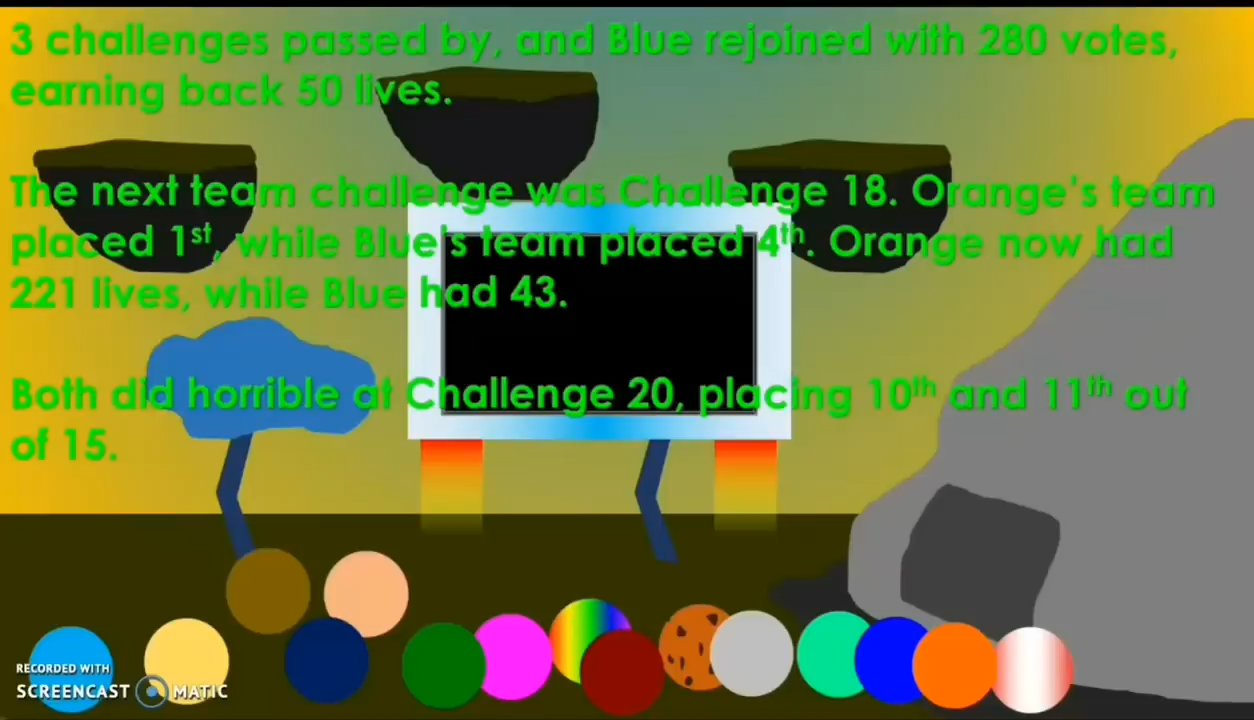 3 challenges passed by, and Blue rejoined with 280 votes,
earning back 50 lives.
The next team challenge was Challenge 18. Orange's team
placed 1st, while Blue's team placed 4th. Orange now had
221 lives, while Blue had 43.
Both did horrible at Challenge 20, placing 10th and 11th out
of 15.
RECORDED WITH
SCREENCAST MATIC